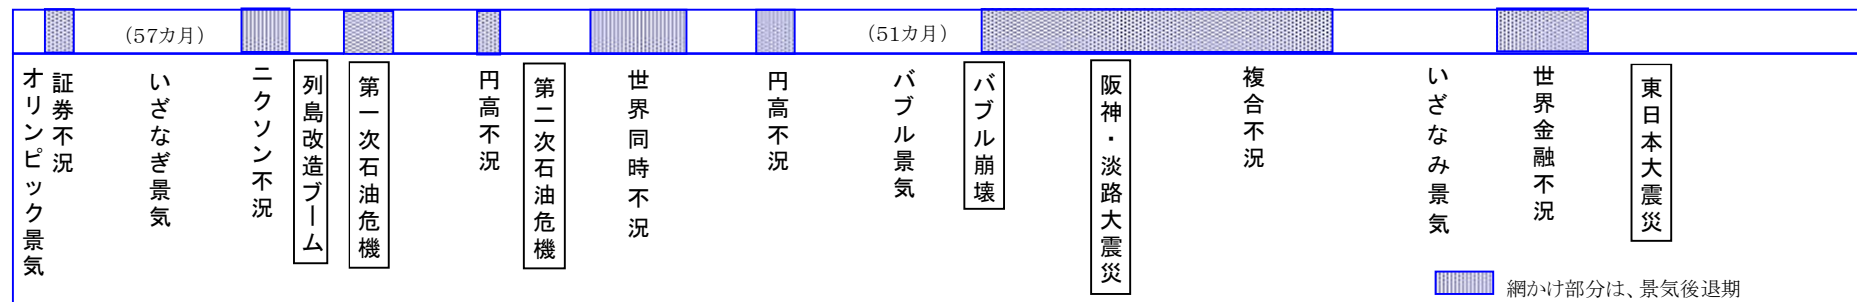 (57カ月)
(51カ月)
オリンピック景気
証券不況
いざなぎ景気
ニクソン不況
列島改造ブーム
第一次石油危機
円高不況
第二次石油危機
世界同時不況
円高不況
バブル景気
バブル崩壊
阪神・淡路大震災
複合不況
いざなみ景気
世界金融不況
東日本大震災
網かけ部分は、景気後退期